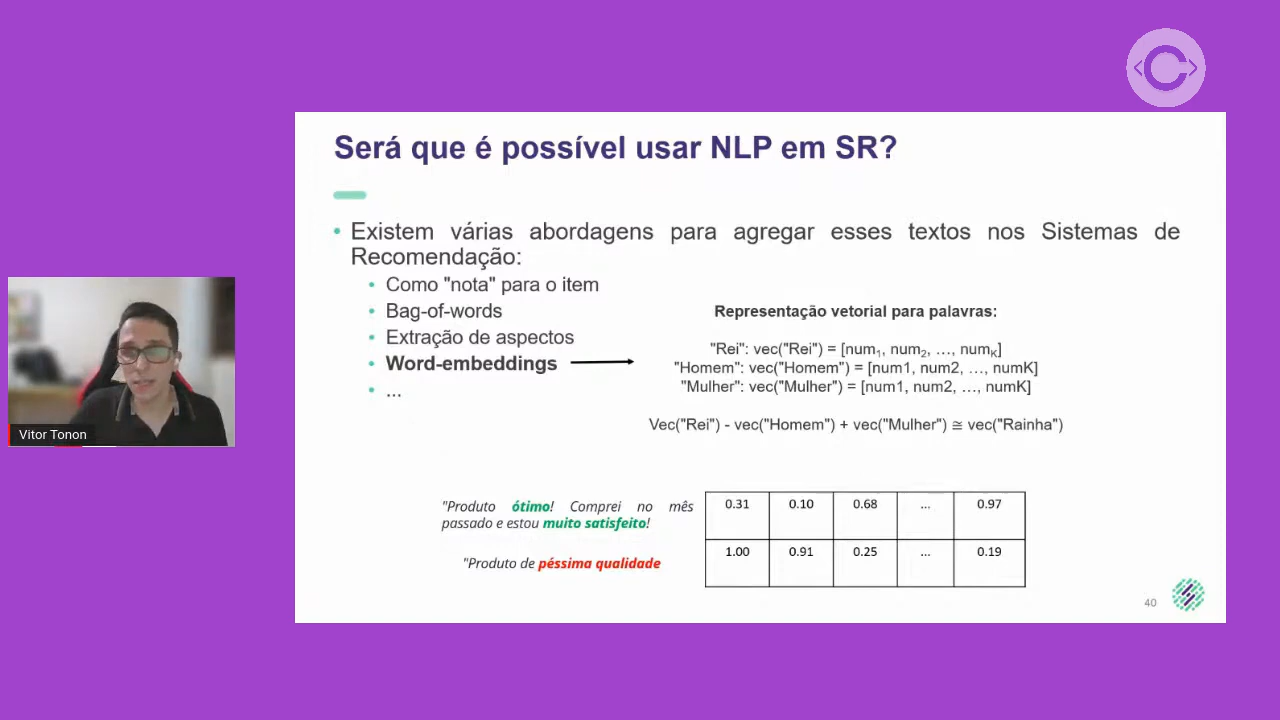 Será que é possível usar NLP em SR?
• Existem várias abordagens para agregar esses textos nos Sistemas de
Recomendação:
• Como "nota" para o item
• Bag-of-words
• Extração de aspectos
• Word-embeddings
• ...
Representação vetorial para palavras:
"Rei": vec("Rei") = [num1, num2, ..., numK]
"Homem": vec("Homem") = [num1, num2, ..., numK]
"Mulher": vec("Mulher") = [num1, num2, ..., numK]
Vec("Rei") - vec("Homem") + vec("Mulher") ≅ vec("Rainha")
Vitor Tonon
"Produto ótimo! Comprei no mês
passado e estou muito satisfeito!
0.31 0.10 0.68 ... 0.97
"Produto de péssima qualidade
1.00 0.91 0.25 ... 0.19
40